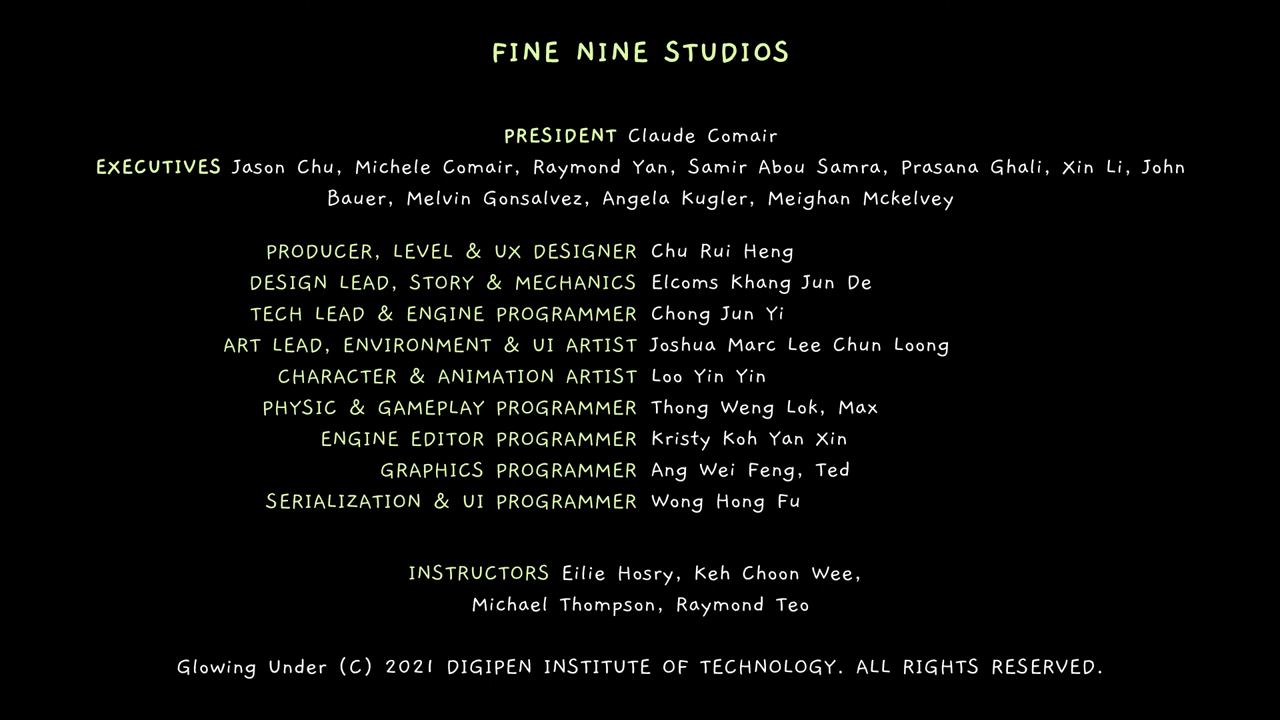 FINE NINE STUDIOS
PRESIDENT Claude Comair
EXECUTIVES Jason Chu, Michele Comair, Raymond Yan, Samir Abou Samra, Prasana Ghali, Xin Li, John
Bauer, Melvin Gonsalvez, Angela Kugler, Meighan Mckelvey
PRODUCER, LEVEL & UX DESIGNER Chu Rui Heng
DESIGN LEAD, STORY & MECHANICS Elcoms Khang Jun De
TECH LEAD & ENGINE PROGRAMMER Chong Jun Yi
ART LEAD, ENVIRONMENT & UI ARTIST Joshua Marc Lee Chun Loong
CHARACTER & ANIMATION ARTIST Loo Yin Yin
PHYSIC & GAMEPLAY PROGRAMMER Thong Weng Lok, Max
ENGINE EDITOR PROGRAMMER Kristy Koh Yan Xin
GRAPHICS PROGRAMMER Ang Wei Feng, Ted
SERIALIZATION & UI PROGRAMMER Wong Hong Fu
INSTRUCTORS Eilie Hosry, Keh Choon Wee,
Michael Thompson, Raymond Teo
Glowing Under (C) 2021 DIGIPEN INSTITUTE OF TECHNOLOGY. ALL RIGHTS RESERVED.